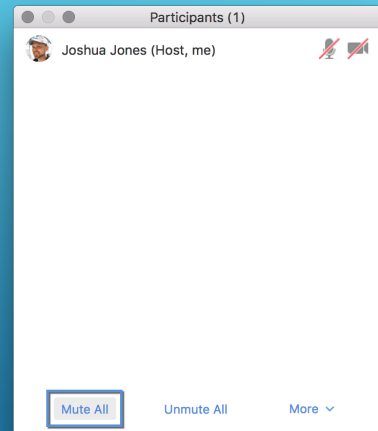 Participants (1)
Joshua Jones (Host, me)
Mute All Unmute All More